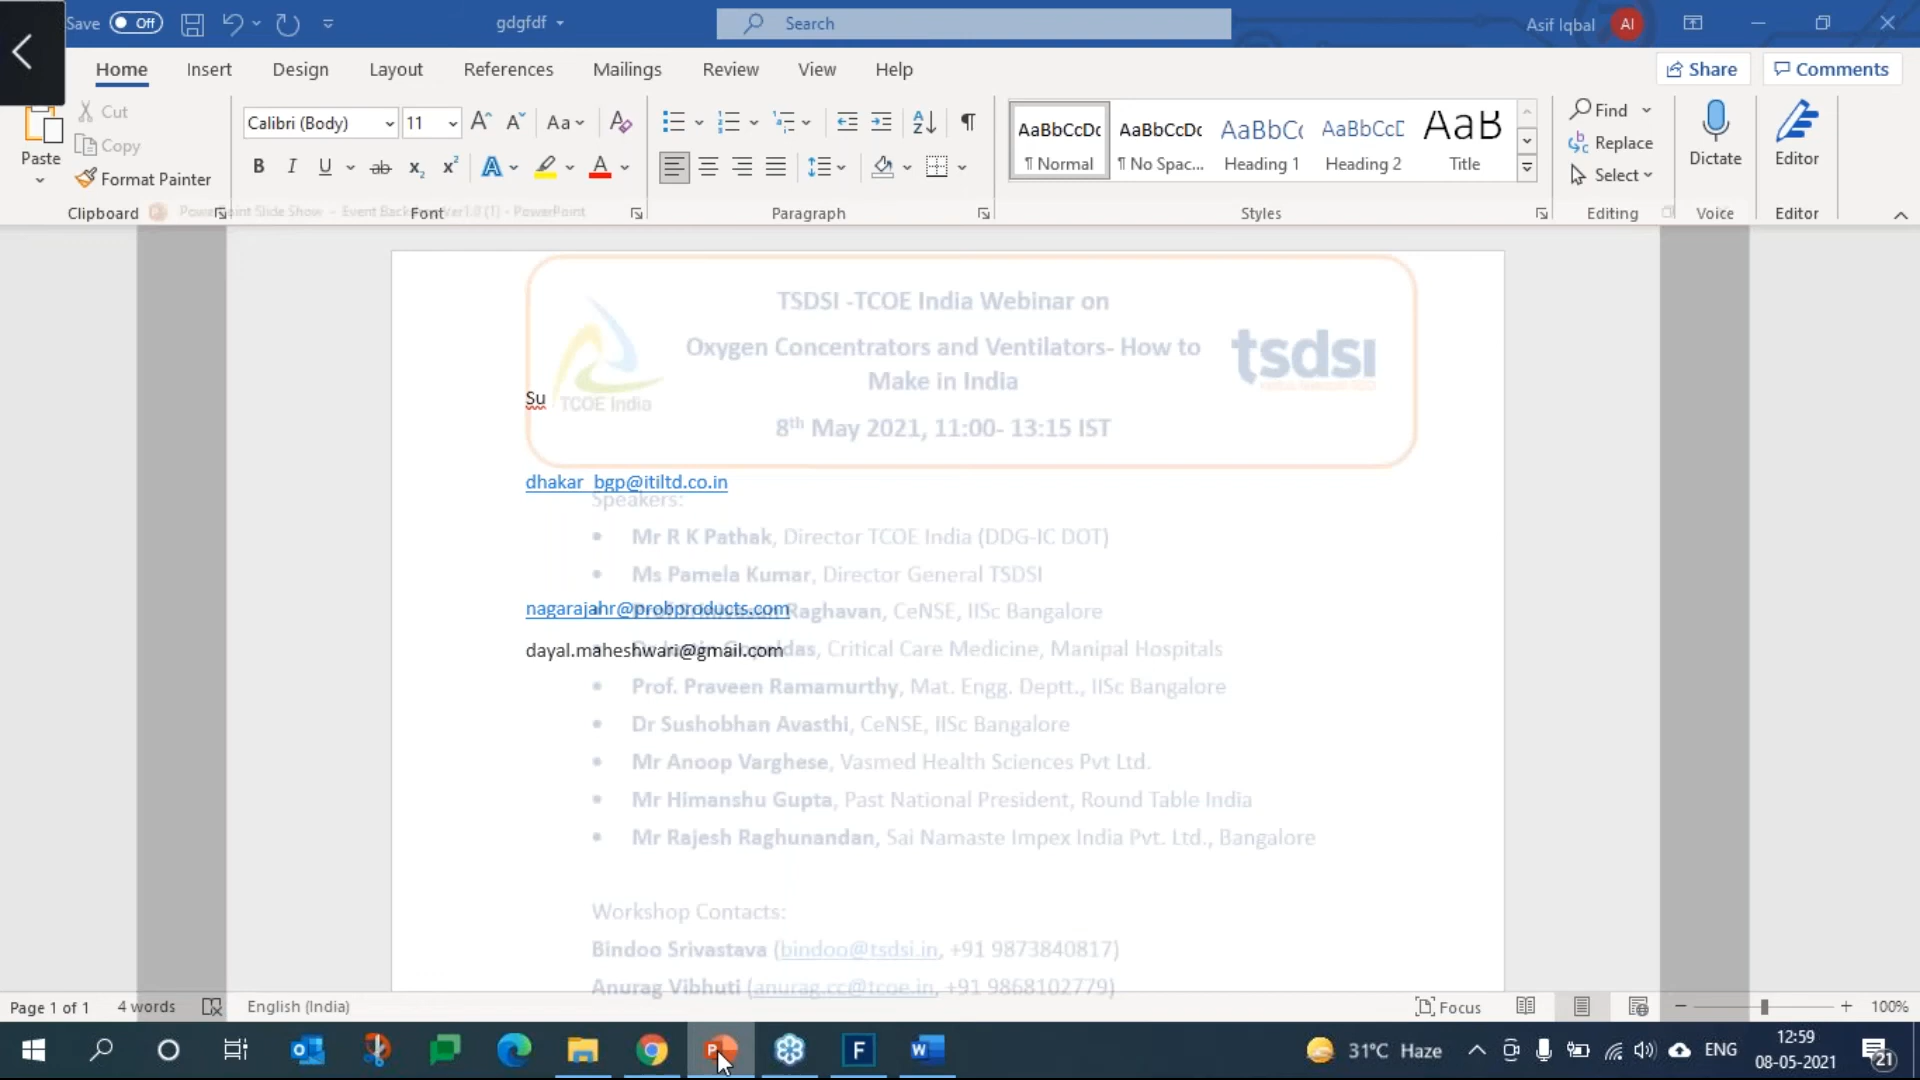 Save Off gdgfdf Search Asif Iqbal AI
Home Insert Design Layout References Mailings Review View Help Share Comments
Paste
Cut
Copy
Format Painter
Calibri (Body) 11 Aa
B I U ab x₂ x² A A
AaBbCcDc AaBbCcDc AaBbCc AaBbCcD AaB
¶ Normal ¶ No Spac... Heading 1 Heading 2 Title
Find
Replace
Select
Dictate
Editor
Clipboard Font Paragraph Styles Editing Voice Editor
TSDSI -TCOE India Webinar on
Oxygen Concentrators and Ventilators- How to
Make in India
8th May 2021, 11:00- 13:15 IST
TCOE India
tsdsi
Su
dhakar_bgp@itiltd.co.in
Speakers:
• Mr R K Pathak, Director TCOE India (DDG-IC DOT)
• Ms Pamela Kumar, Director General TSDSI
nagarajahr@probproducts.com
Raghavan, CeNSE, IISc Bangalore
dayal.maheshwari@gmail.com
, Critical Care Medicine, Manipal Hospitals
• Prof. Praveen Ramamurthy, Mat. Engg. Deptt., IISc Bangalore
• Dr Sushobhan Avasthi, CeNSE, IISc Bangalore
• Mr Anoop Varghese, Vasmed Health Sciences Pvt Ltd.
• Mr Himanshu Gupta, Past National President, Round Table India
• Mr Rajesh Raghunandan, Sai Namaste Impex India Pvt. Ltd., Bangalore
Workshop Contacts:
Bindoo Srivastava (bindoo@tsdsi.in, +91 9873840817)
Anurag Vibhuti (anurag.cc@tcoe.in, +91 9868102779)
Page 1 of 1 4 words English (India) Focus 100%
31°C Haze ENG 12:59
08-05-2021 21